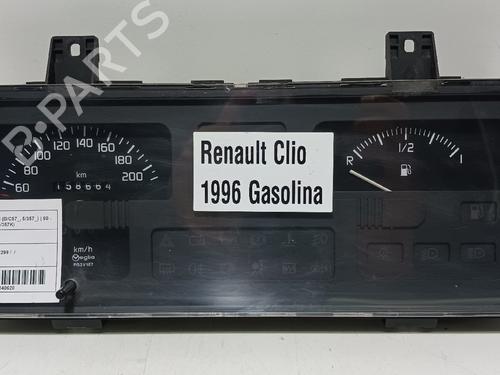 B-PARTS
Renault Clio
1996 Gasolina
60
80
100
120
140
160
180
200
km
158664
km/h
Veglia
R
1/2
1